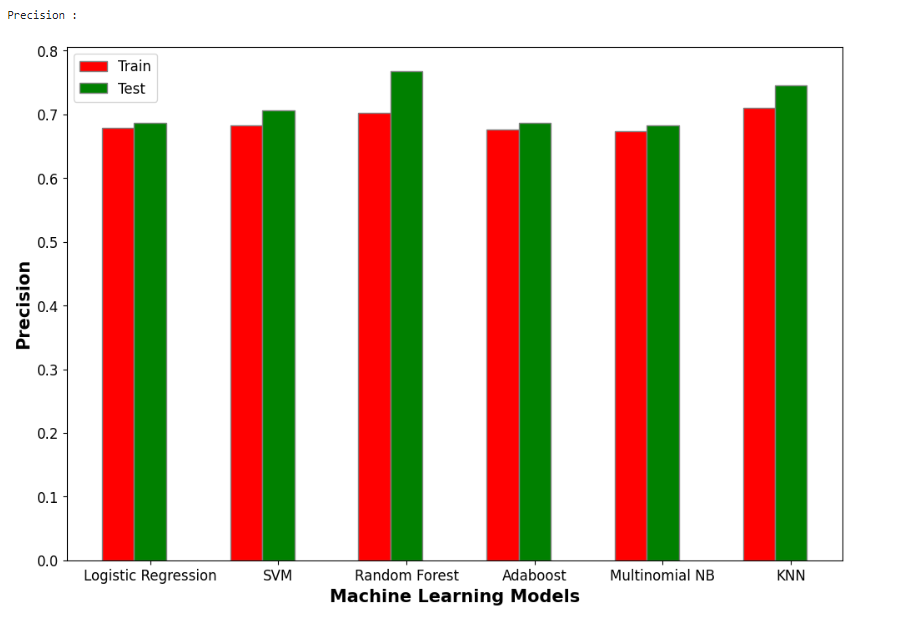 Precision :
0.8
0.7
0.6
0.5
0.4
0.3
0.2
0.1
0.0
Precision
Train
Test
Logistic Regression SVM Random Forest Adaboost Multinomial NB KNN
Machine Learning Models